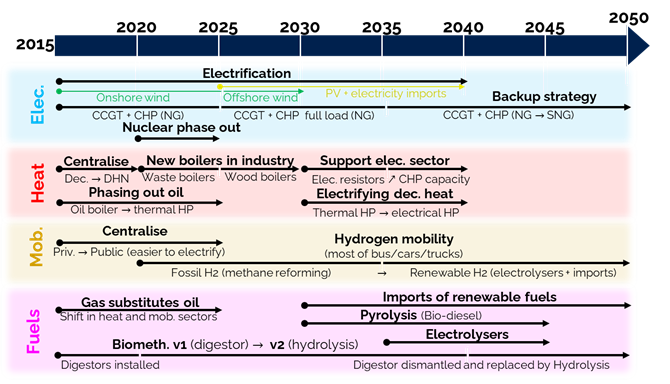 2015 2020 2025 2030 2035 2040 2045 2050
Elec.
Electrification
Onshore wind Offshore wind PV + electricity imports
Backup strategy
CCGT + CHP (NG) CCGT + CHP full load (NG) CCGT + CHP (NG → SNG)
Nuclear phase out
Heat
Centralise New boilers in industry Support elec. sector
Dec. → DHN Waste boilers Wood boilers Elec. resistors ↗ CHP capacity
Phasing out oil Electrifying dec. heat
Oil boiler → thermal HP Thermal HP → electrical HP
Mob.
Centralise
Priv. → Public (easier to electrify)
Hydrogen mobility
(most of bus/cars/trucks)
Fossil H2 (methane reforming) → Renewable H2 (electrolysers + imports)
Fuels
Gas substitutes oil Imports of renewable fuels
Shift in heat and mob. sectors
Pyrolysis (Bio-diesel)
Electrolysers
Biometh. v1 (digestor) → v2 (hydrolysis)
Digestors installed Digestor dismantled and replaced by Hydrolysis